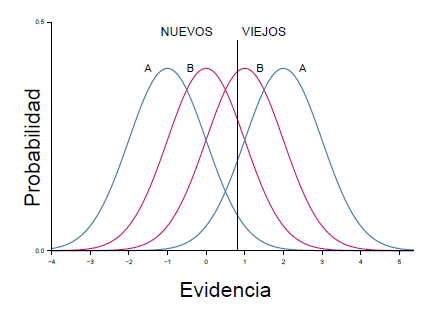 0.5
NUEVOS VIEJOS
A B B A
Probabilidad
0.0
−4 −3 −2 −1 0 1 2 3 4 5
Evidencia